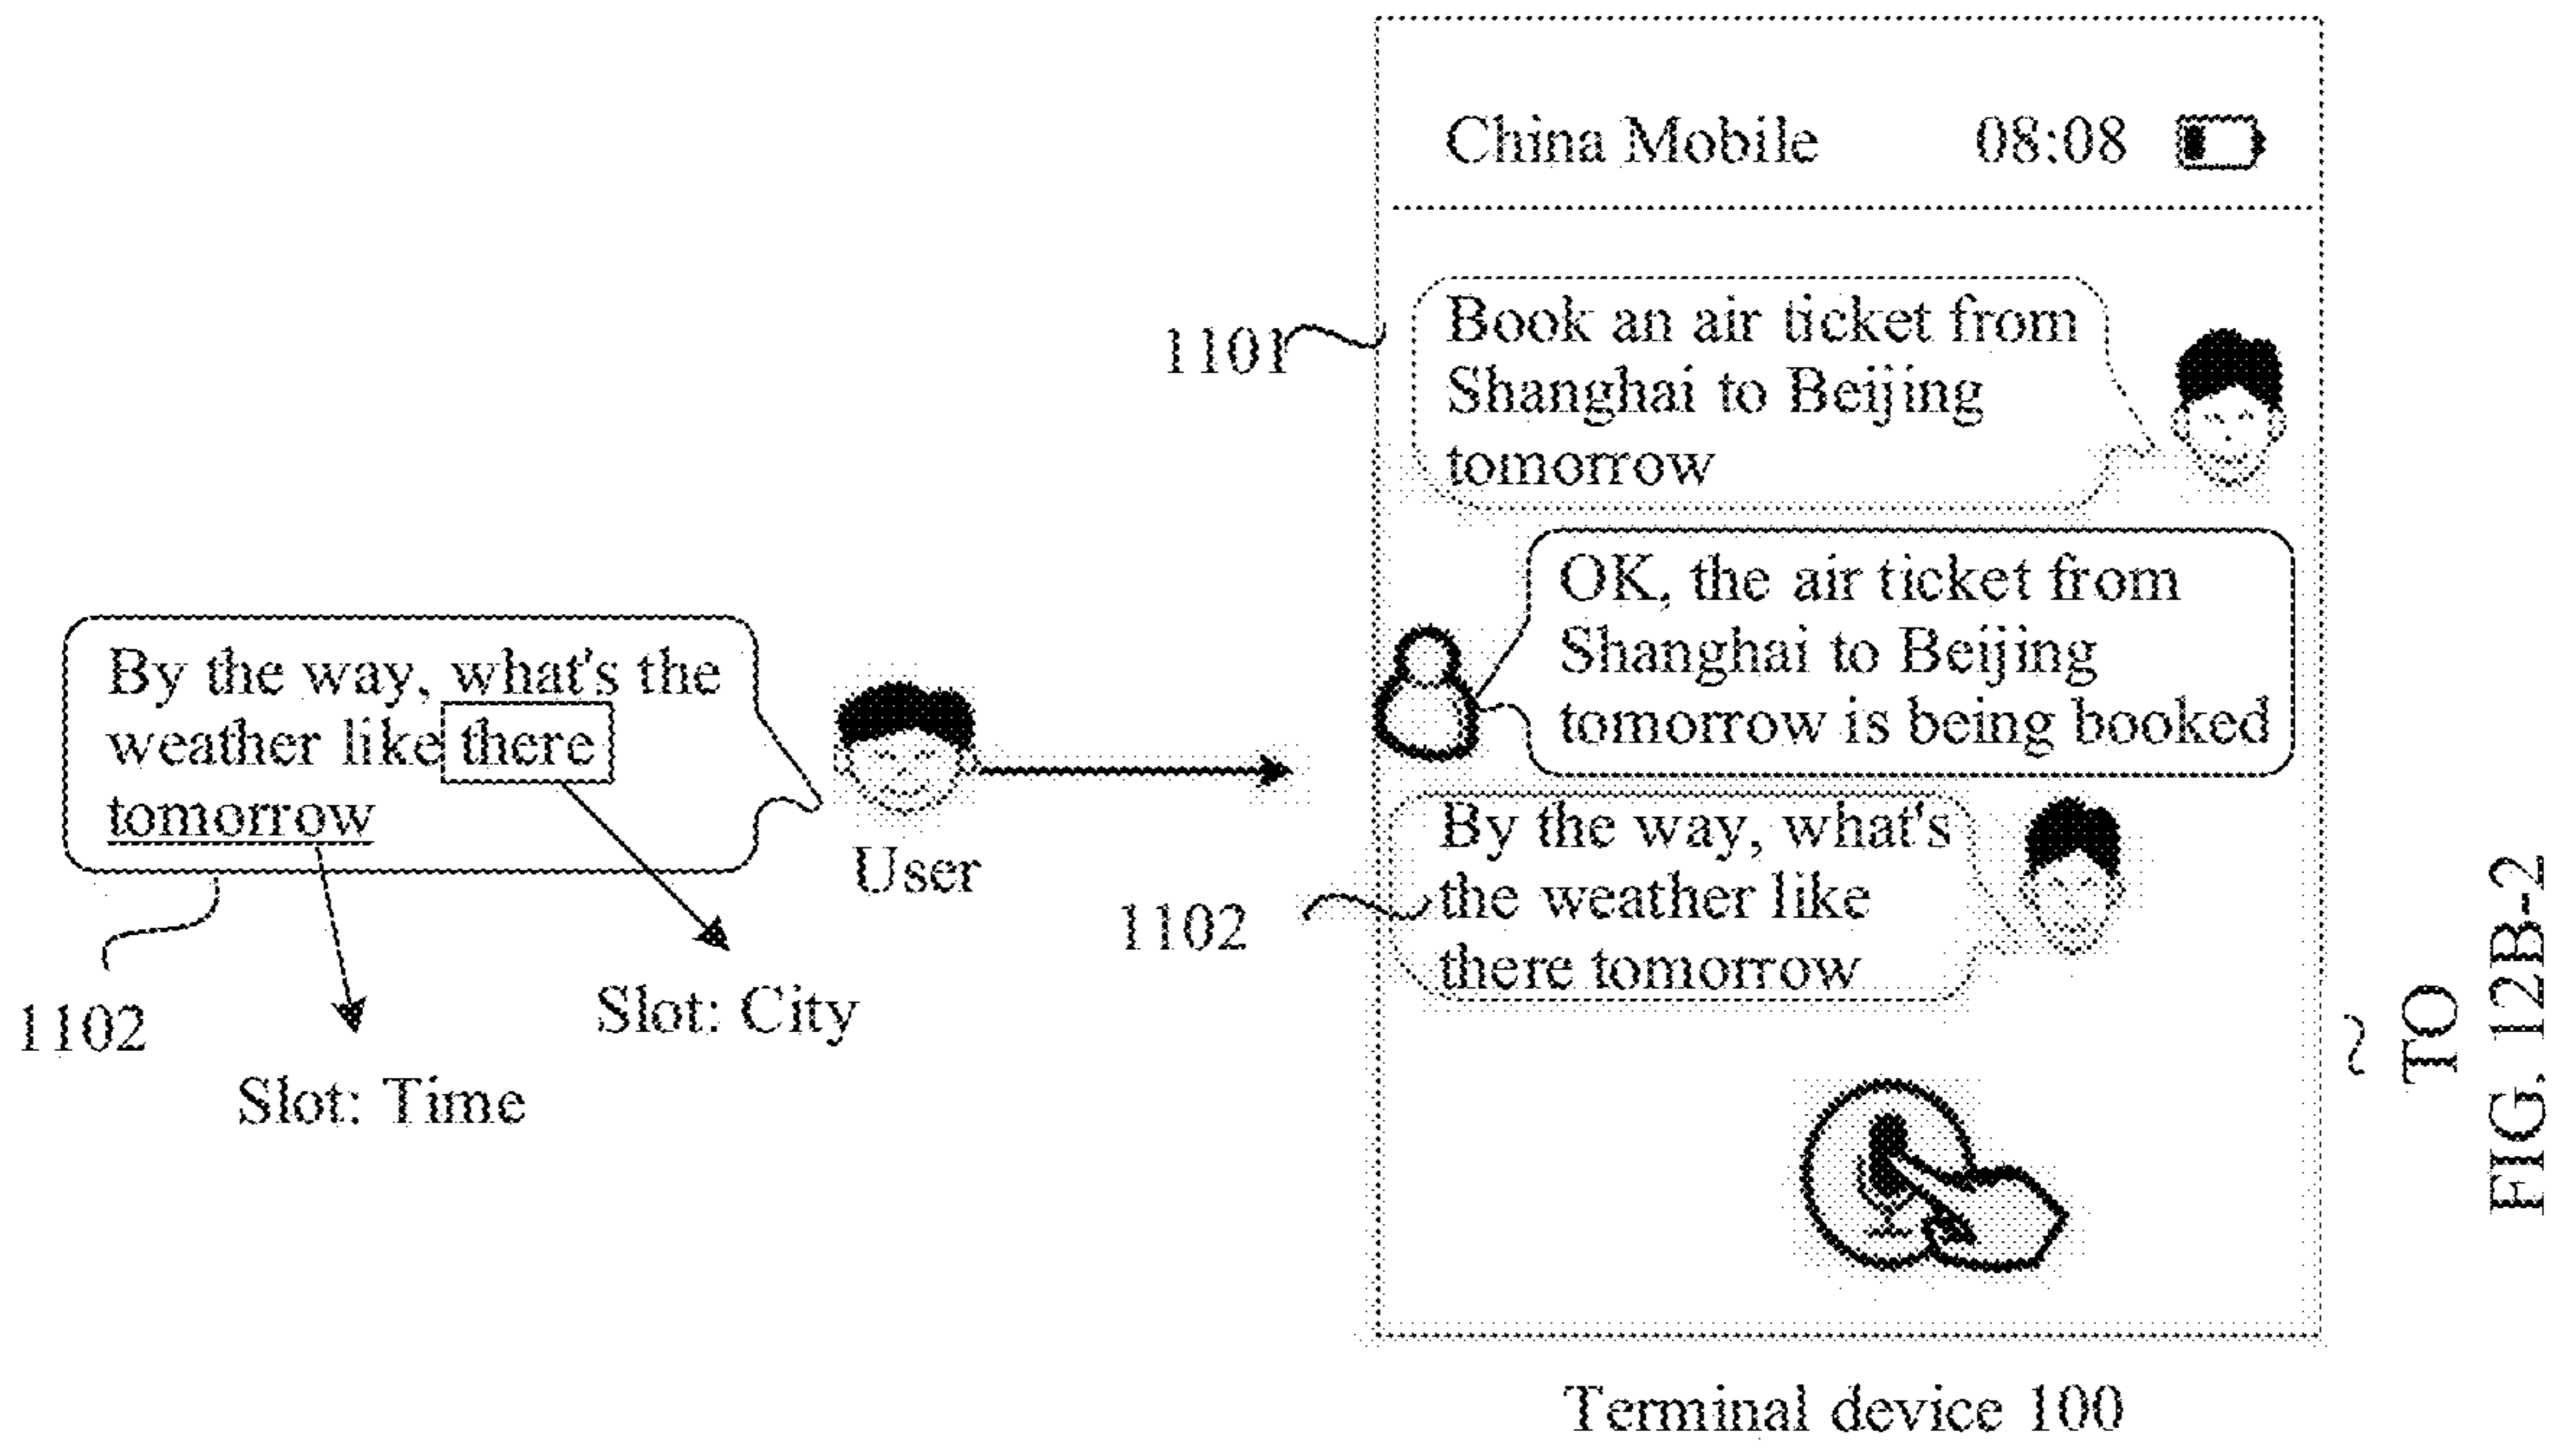 By the way, what's the
weather like there
tomorrow
User
1102
Slot: City
Slot: Time
China Mobile 08:08
1101
Book an air ticket from
Shanghai to Beijing
tomorrow
OK, the air ticket from
Shanghai to Beijing
tomorrow is being booked
1102
By the way, what's
the weather like
there tomorrow
Terminal device 100
TO
FIG. 12B-2